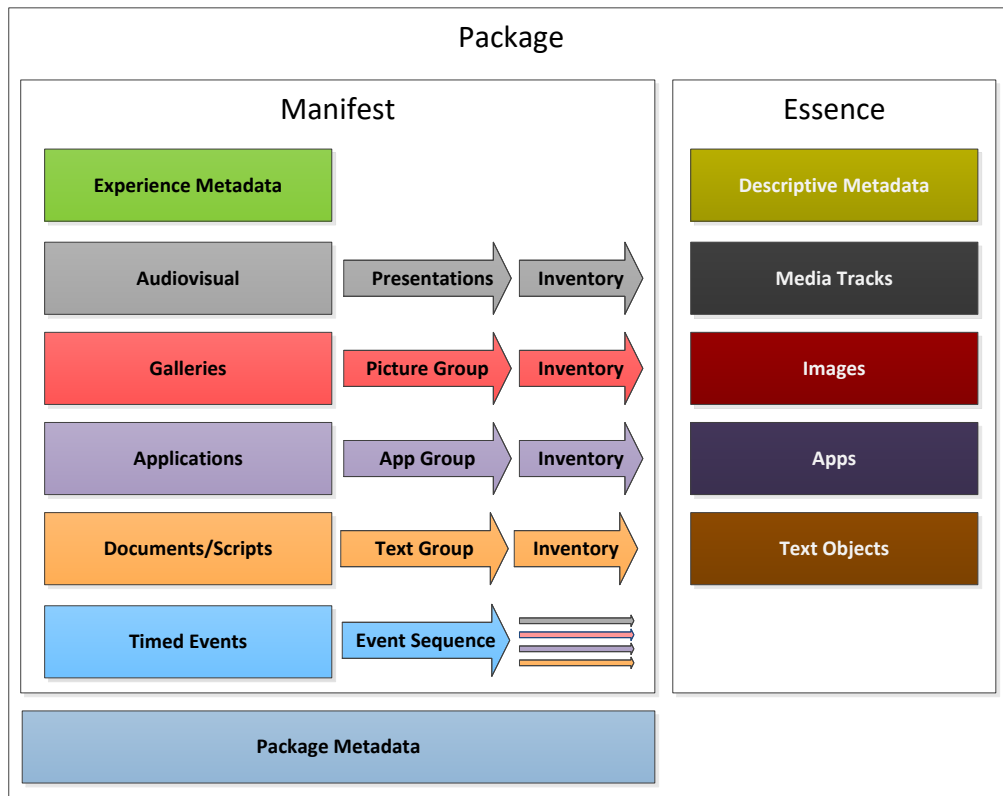 Package
Manifest
Essence
Experience Metadata
Descriptive Metadata
Audiovisual
Presentations
Inventory
Media Tracks
Galleries
Picture Group
Inventory
Images
Applications
App Group
Inventory
Apps
Documents/Scripts
Text Group
Inventory
Text Objects
Timed Events
Event Sequence
Package Metadata